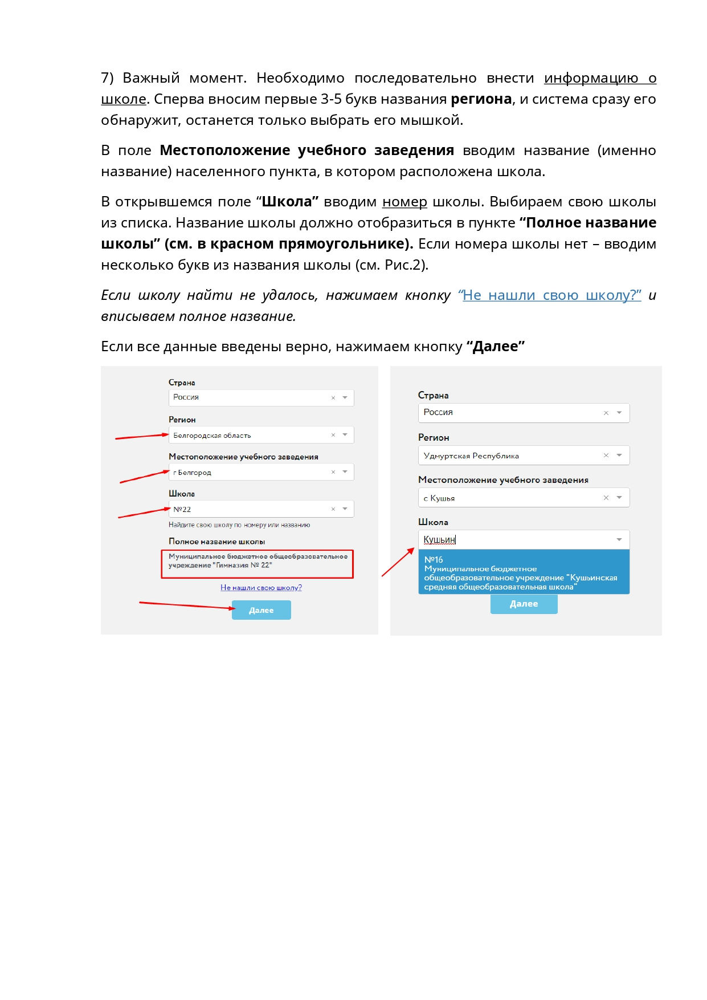 7) Важный момент. Необходимо последовательно внести информацию о
школе. Сперва вносим первые 3-5 букв названия региона, и система сразу его
обнаружит, останется только выбрать его мышкой.
В поле Местоположение учебного заведения вводим название (именно
название) населенного пункта, в котором расположена школа.
В открывшемся поле “Школа” вводим номер школы. Выбираем свою школы
из списка. Название школы должно отобразиться в пункте “Полное название
школы” (см. в красном прямоугольнике). Если номера школы нет – вводим
несколько букв из названия школы (см. Рис.2).
Если школу найти не удалось, нажимаем кнопку “Не нашли свою школу?” и
вписываем полное название.
Если все данные введены верно, нажимаем кнопку “Далее”
Страна
Россия
Регион
Белгородская область
Местоположение учебного заведения
г Белгород
Школа
№22
Найдите свою школу по номеру или названию
Полное название школы
Муниципальное бюджетное общеобразовательное
учреждение "Гимназия № 22"
Не нашли свою школу?
Далее
Страна
Россия
Регион
Удмуртская Республика
Местоположение учебного заведения
с Кушья
Школа
Кушьин
№16
Муниципальное бюджетное
общеобразовательное учреждение "Кушьинская
средняя общеобразовательная школа"
Далее